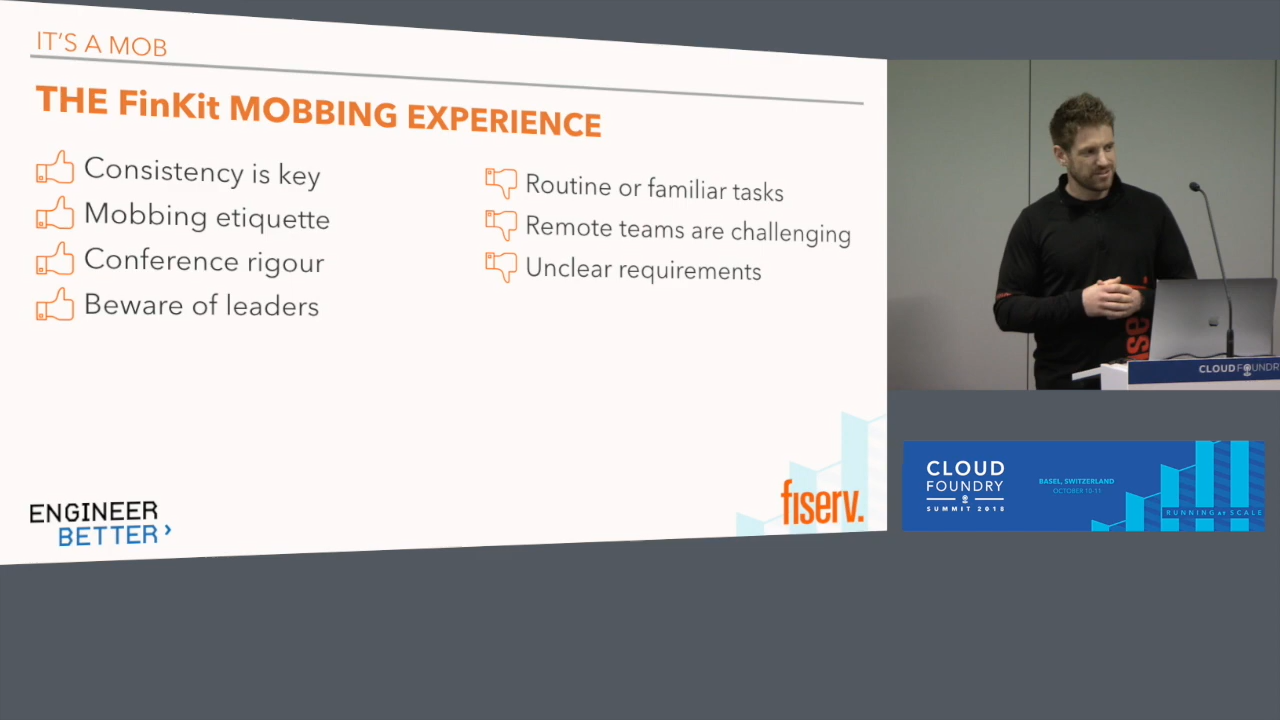 IT'S A MOB
THE FinKit MOBBING EXPERIENCE
Consistency is key
Mobbing etiquette
Conference rigour
Beware of leaders
Routine or familiar tasks
Remote teams are challenging
Unclear requirements
ENGINEER
BETTER
fiserv.
CLOUD FOUNDR
CLOUD
FOUNDRY
SUMMIT 2018
BASEL, SWITZERLAND
OCTOBER 10-11
RUNNING at SCALE